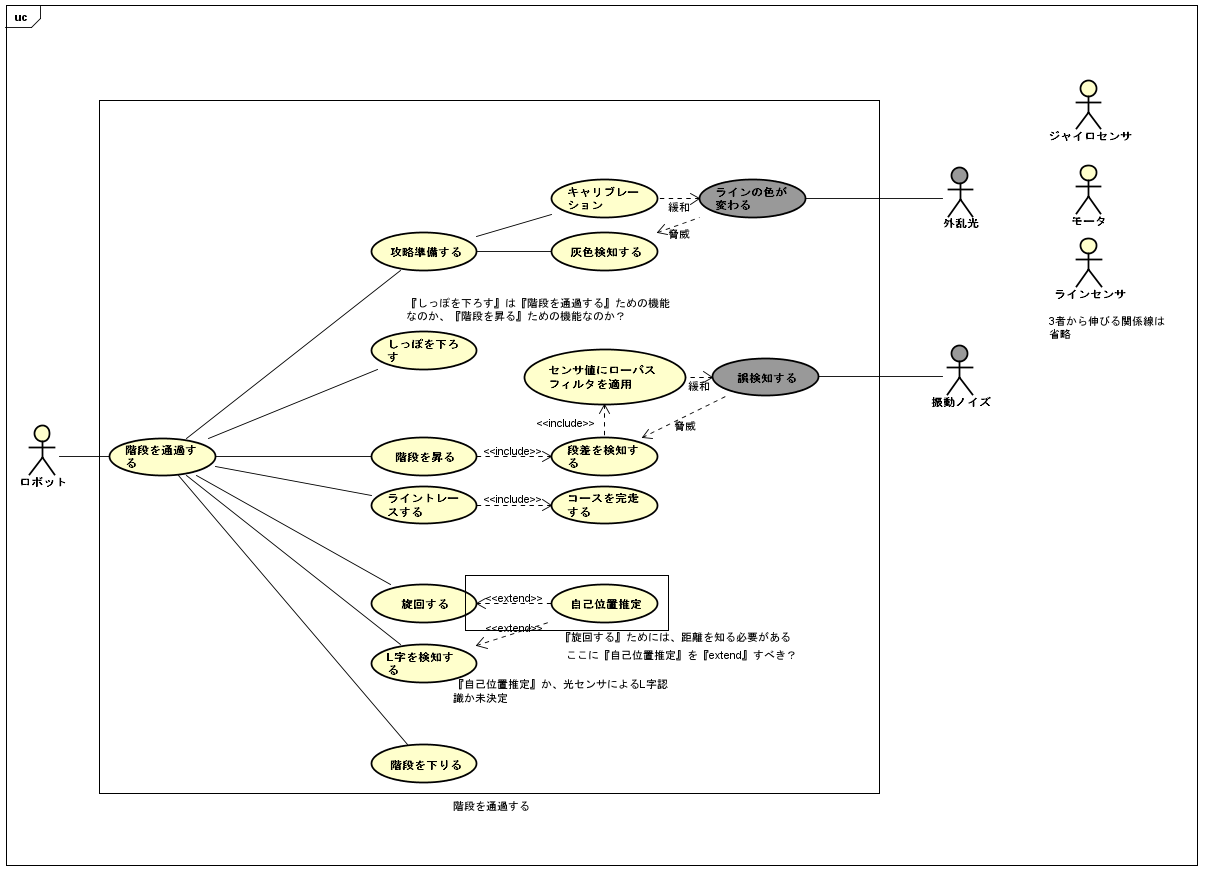 uc
ジャイロセンサ
モータ
ラインセンサ
3者から伸びる関係線は
省略
外乱光
振動ノイズ
キャリブレー
ション
緩和
ラインの色が
変わる
脅威
攻略準備する
灰色検知する
『しっぽを下ろす』は『階段を通過する』ための機能
なのか、『階段を昇る』ための機能なのか？
しっぽを下ろ
す
センサ値にローパス
フィルタを適用
緩和
誤検知する
脅威
<<include>>
ロボット
階段を通過す
る
階段を昇る
<<include>>
段差を検知す
る
ライントレー
スする
<<include>>
コースを完走
する
旋回する
<<extend>>
自己位置推定
<<extend>>
『旋回する』ためには、距離を知る必要がある
ここに『自己位置推定』を『extend』すべき？
L字を検知す
る
『自己位置推定』か、光センサによるL字認
識か未決定
階段を下りる
階段を通過する